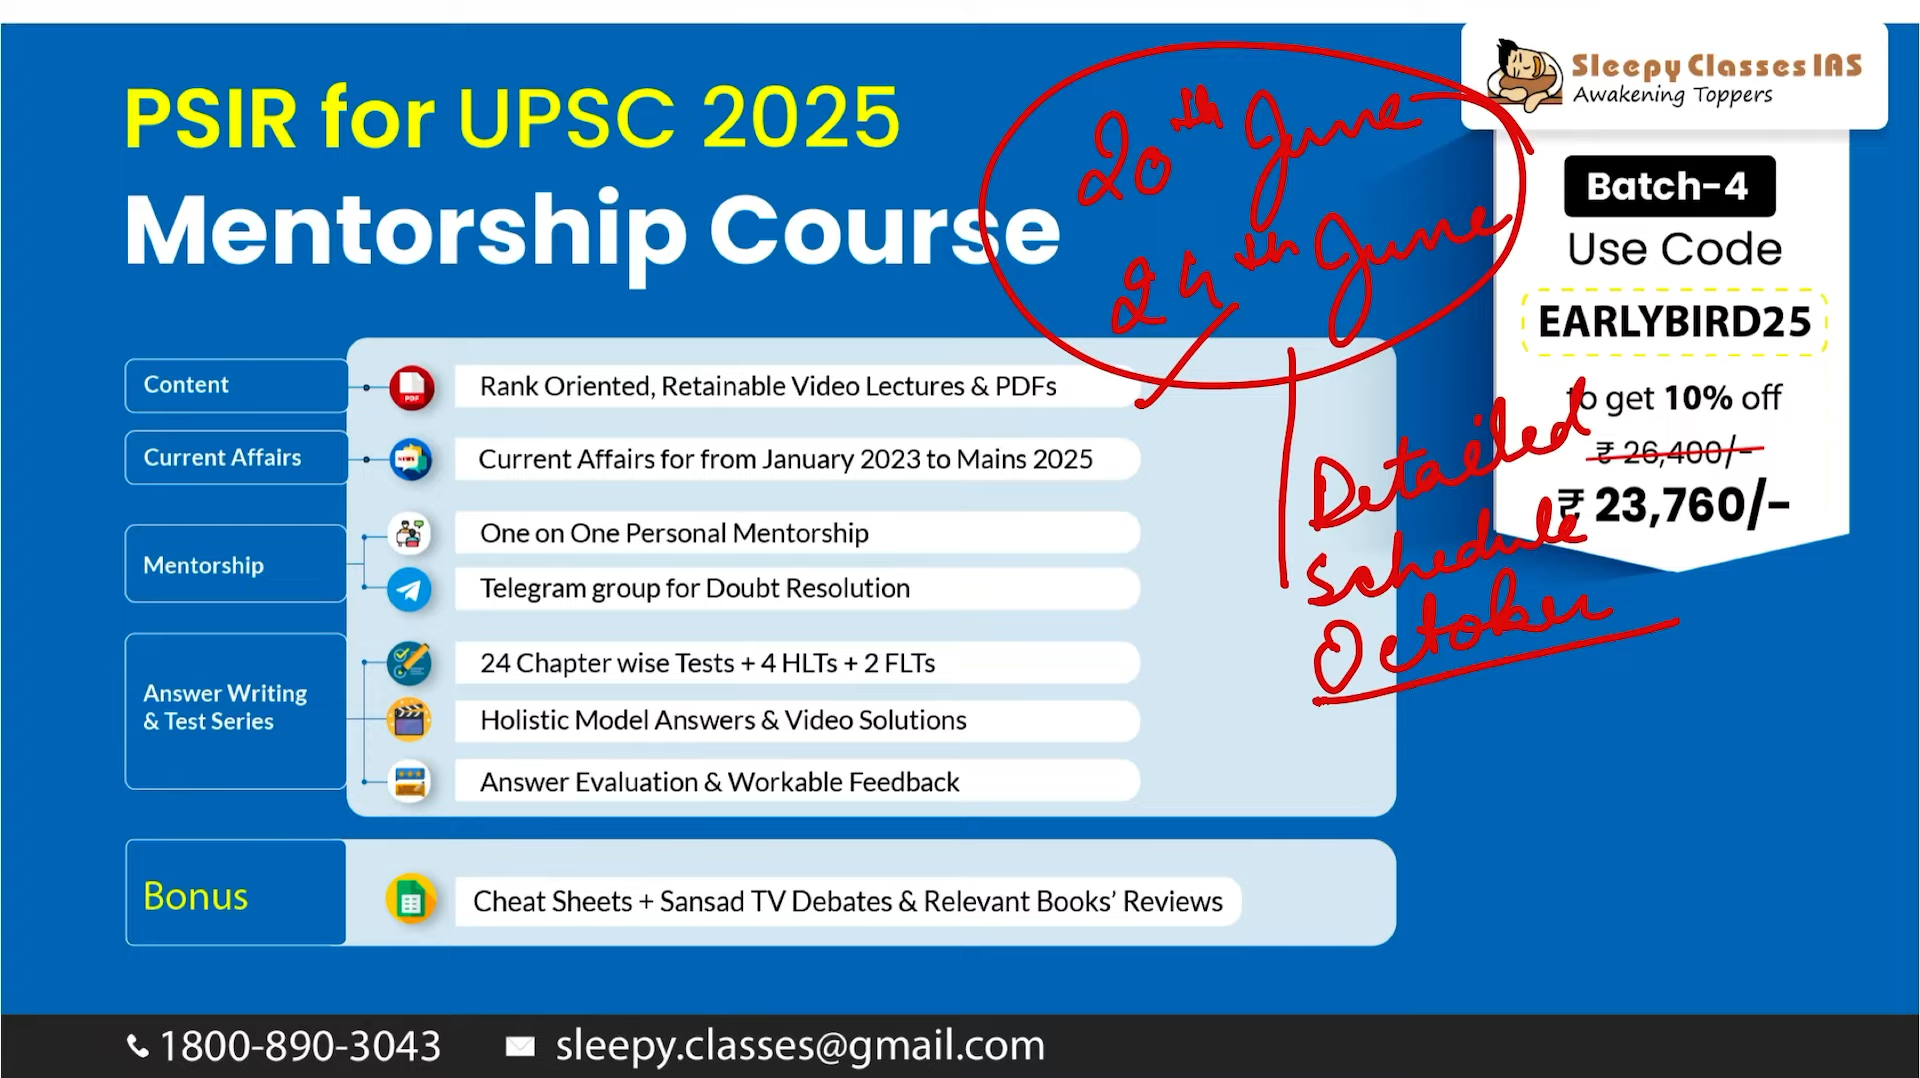 PSIR for UPSC 2025
Mentorship Course
20th June
24th June
Sleepy Classes IAS
Awakening Toppers
Batch-4
Use Code
EARLYBIRD25
to get 10% off
₹ 26,400/-
₹ 23,760/-
Detailed
Schedule
October
Content
Rank Oriented, Retainable Video Lectures & PDFs
PDF
Current Affairs
NEWS
Current Affairs for from January 2023 to Mains 2025
Mentorship
One on One Personal Mentorship
Telegram group for Doubt Resolution
Answer Writing
& Test Series
24 Chapter wise Tests + 4 HLTs + 2 FLTs
Holistic Model Answers & Video Solutions
Answer Evaluation & Workable Feedback
Bonus
Cheat Sheets + Sansad TV Debates & Relevant Books’ Reviews
1800-890-3043
sleepy.classes@gmail.com